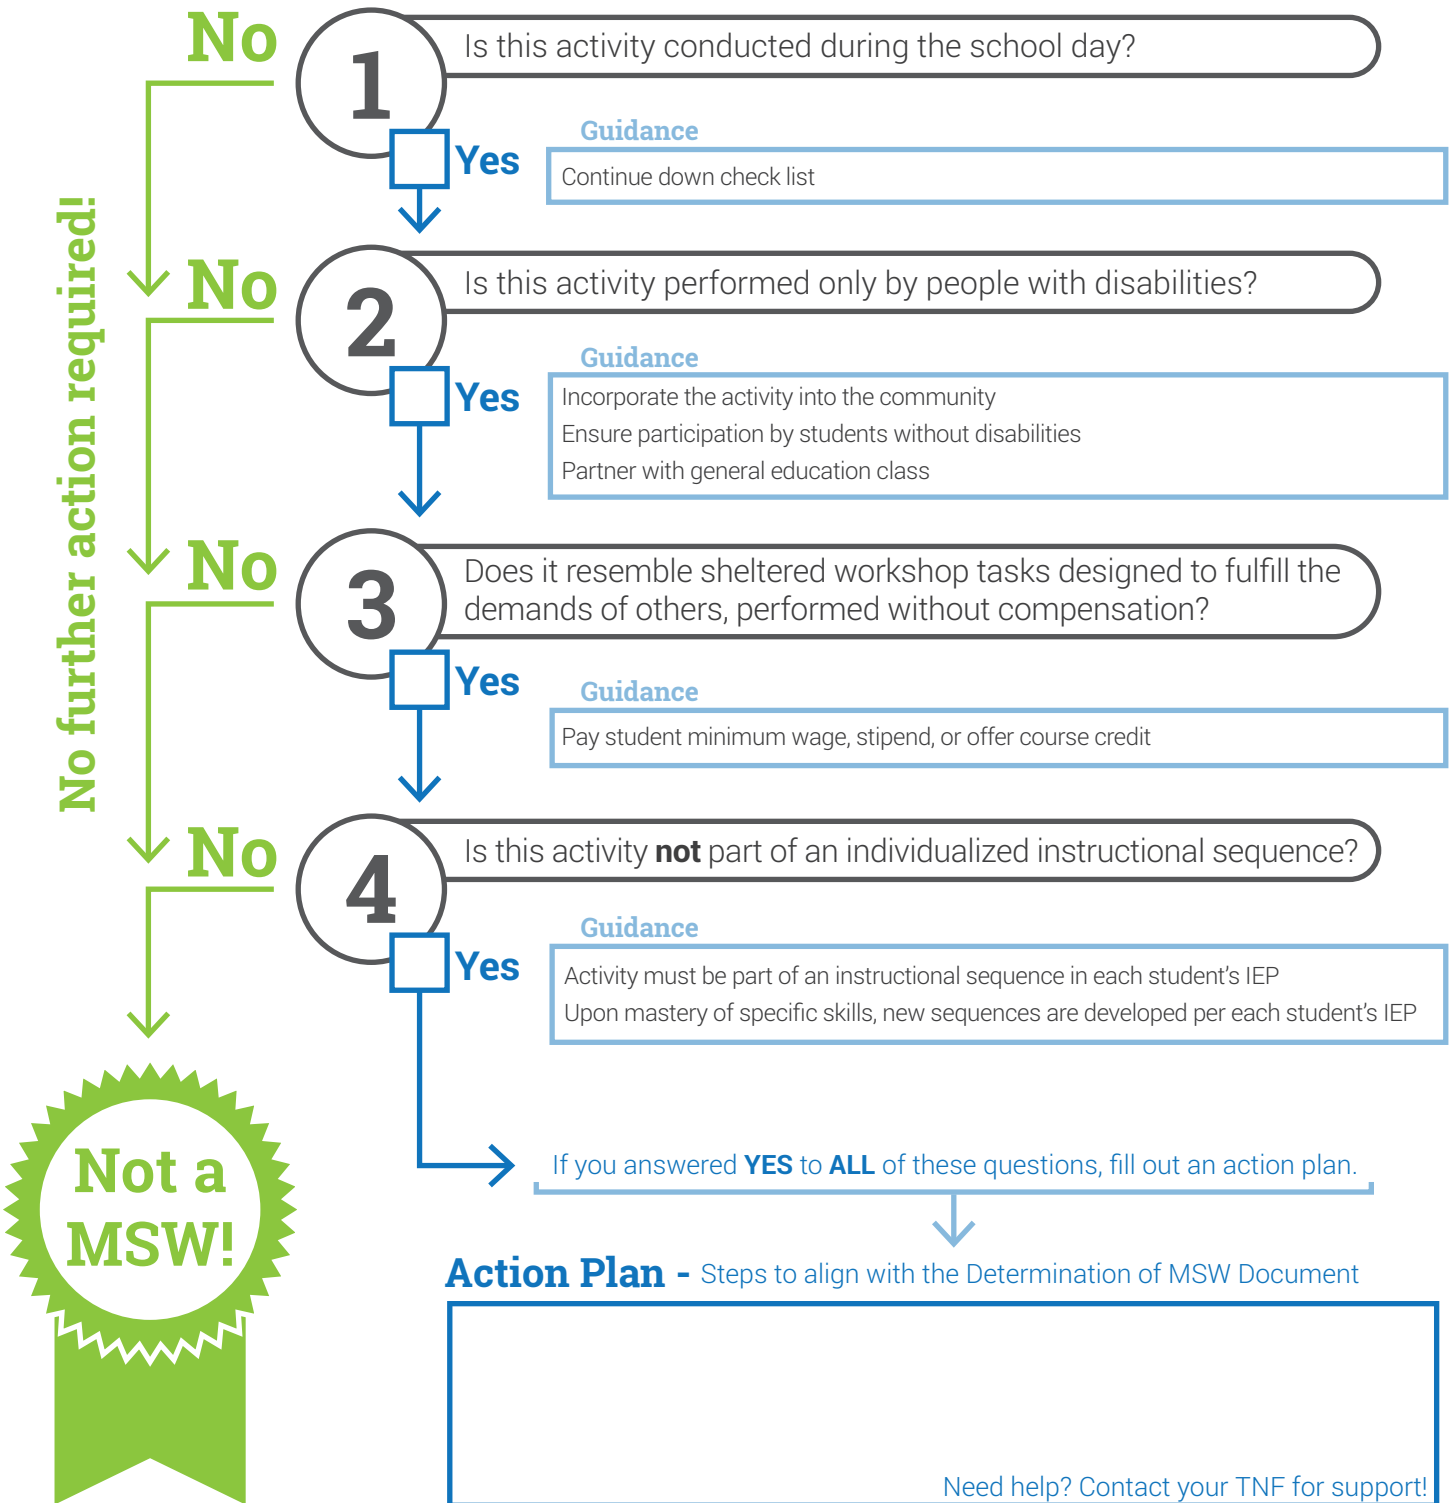 No
1
Is this activity conducted during the school day?
Yes
Guidance
Continue down check list
No further action required!
No
2
Is this activity performed only by people with disabilities?
Yes
Guidance
Incorporate the activity into the community
Ensure participation by students without disabilities
Partner with general education class
No
3
Does it resemble sheltered workshop tasks designed to fulfill the
demands of others, performed without compensation?
Yes
Guidance
Pay student minimum wage, stipend, or offer course credit
No
4
Is this activity not part of an individualized instructional sequence?
Yes
Guidance
Activity must be part of an instructional sequence in each student's IEP
Upon mastery of specific skills, new sequences are developed per each student's IEP
Not a
MSW!
If you answered YES to ALL of these questions, fill out an action plan.
Action Plan - Steps to align with the Determination of MSW Document
Need help? Contact your TNF for support!